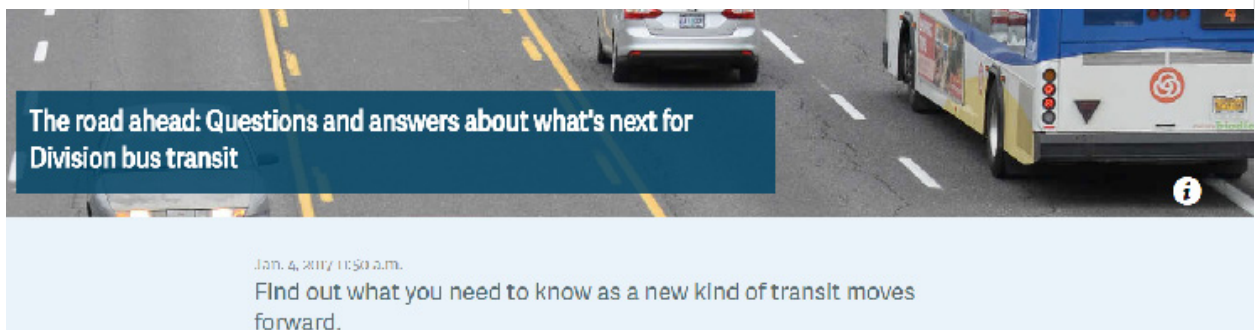 4
The road ahead: Questions and answers about what's next for
Division bus transit
Jan. 4, 2017 11:50 a.m.
Find out what you need to know as a new kind of transit moves
forward.